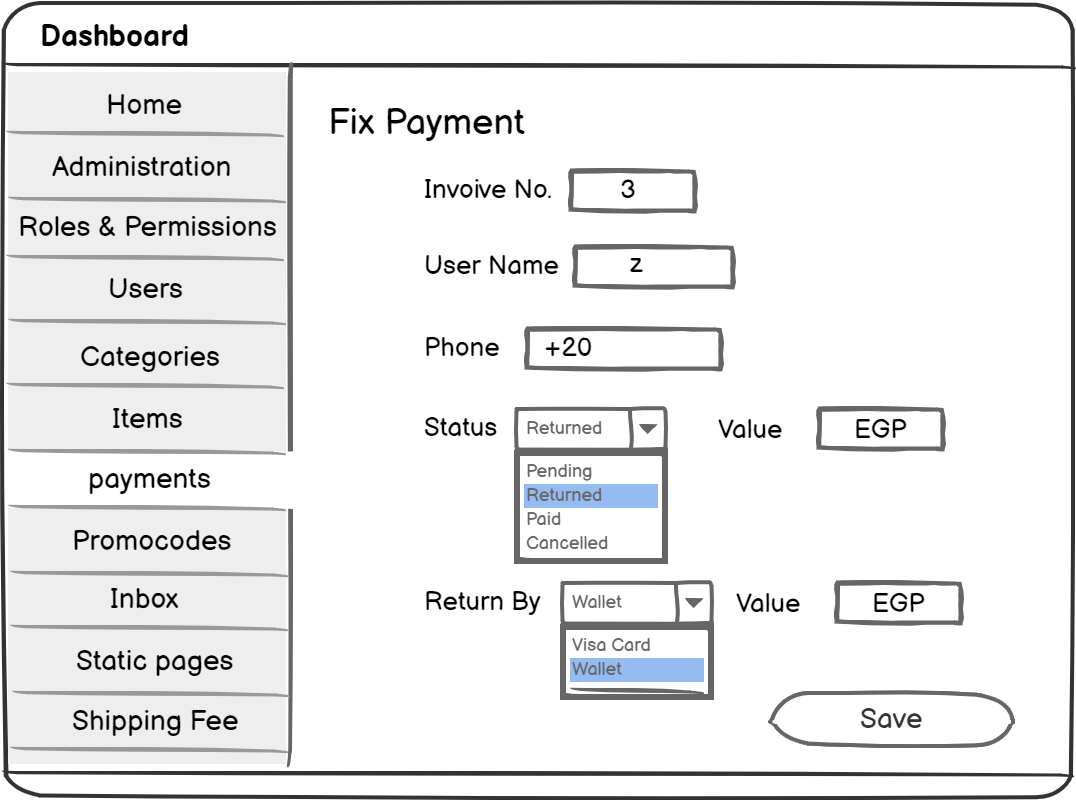 Dashboard
Home
Administration
Roles & Permissions
Users
Categories
Items
payments
Promocodes
Inbox
Static pages
Shipping Fee
Fix Payment
Invoive No. 3
User Name z
Phone +20
Status Returned Value EGP
Pending
Returned
Paid
Cancelled
Return By Wallet Value EGP
Visa Card
Wallet
Save